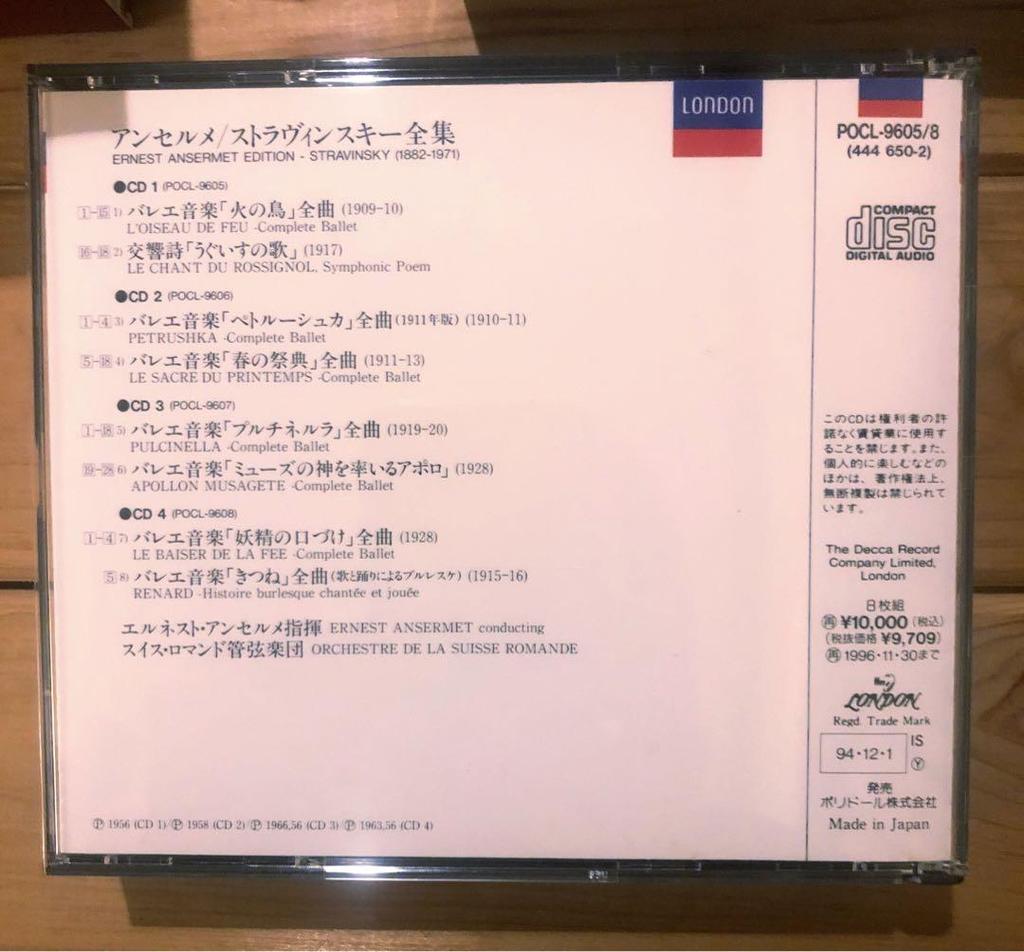 アンセルメ/ストラヴィンスキー全集
ERNEST ANSERMET EDITION - STRAVINSKY (1882-1971)
●CD 1 (POCL-9605)
1-15 1) バレエ音楽「火の鳥」全曲 (1909-10)
L'OISEAU DE FEU -Complete Ballet
16-18 2) 交響詩「うぐいすの歌」 (1917)
LE CHANT DU ROSSIGNOL, Symphonic Poem
●CD 2 (POCL-9606)
1-4 3) バレエ音楽「ペトルーシュカ」全曲(1911年版) (1910-11)
PETRUSHKA -Complete Ballet
5-18 4) バレエ音楽「春の祭典」全曲 (1911-13)
LE SACRE DU PRINTEMPS -Complete Ballet
●CD 3 (POCL-9607)
1-18 5) バレエ音楽「プルチネルラ」全曲 (1919-20)
PULCINELLA -Complete Ballet
19-28 6) バレエ音楽「ミューズの神を率いるアポロ」 (1928)
APOLLON MUSAGETE -Complete Ballet
●CD 4 (POCL-9608)
1-4 7) バレエ音楽「妖精の口づけ」全曲 (1928)
LE BAISER DE LA FEE -Complete Ballet
5 8) バレエ音楽「きつね」全曲(歌と踊りによるブルレスケ) (1915-16)
RENARD -Histoire burlesque chantée et jouée
エルネスト・アンセルメ指揮 ERNEST ANSERMET conducting
スイス・ロマンド管弦楽団 ORCHESTRE DE LA SUISSE ROMANDE
℗ 1956 (CD 1)/℗ 1958 (CD 2)/℗ 1966,56 (CD 3)/℗ 1963,56 (CD 4)
LONDON
POCL-9605/8
(444 650-2)
COMPACT
disc
DIGITAL AUDIO
このCDは権利者の許
諾なく賃貸業に使用す
ることを禁じます。また、
個人的に楽しむなどの
ほかは、著作権法上、
無断複製は禁じられて
います。
The Decca Record
Company Limited,
London
8枚組
再 ¥10,000 (税込)
(税抜価格 ¥9,709)
再 1996・11・30まで
LONDON
Regd. Trade Mark
94・12・1
IS
Ⓨ
発売
ポリドール株式会社
Made in Japan